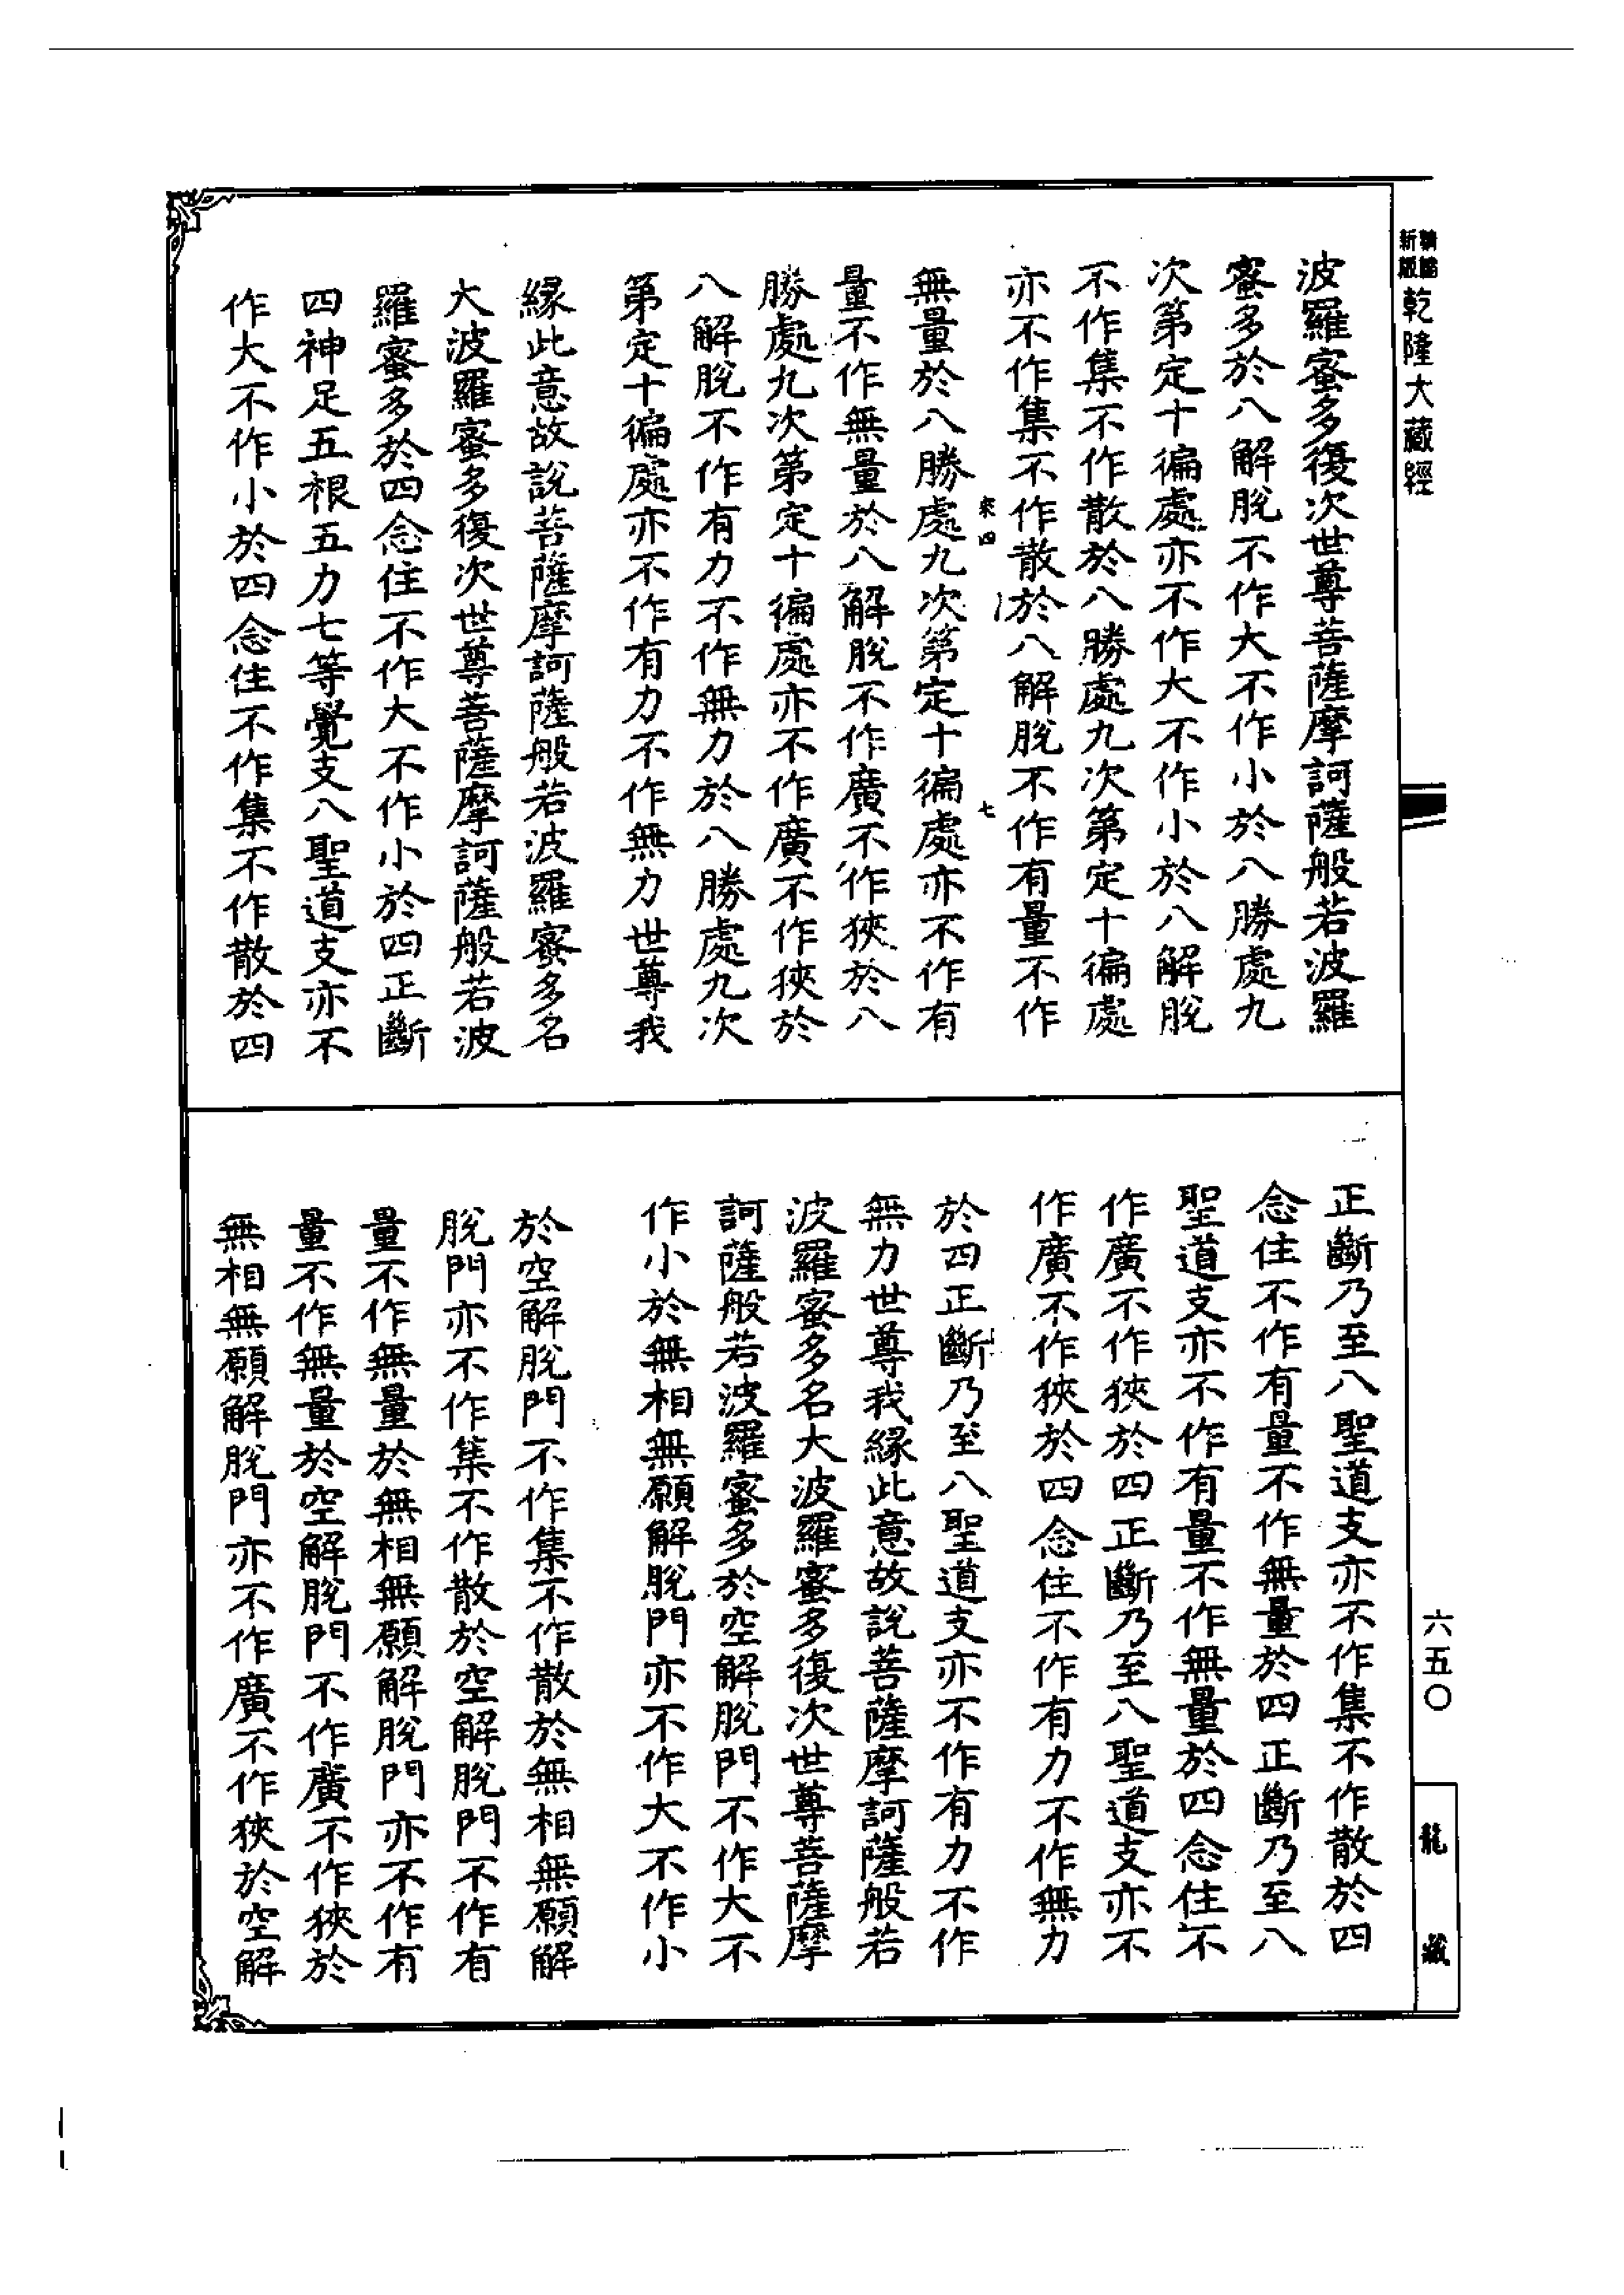 新編縮版乾隆大藏經
波羅蜜多復次世尊菩薩摩訶薩般若波羅
蜜多於八解脫不作大不作小於八勝處九
次第定十徧處亦不作大不作小於八解脫
不作集不作散於八勝處九次第定十徧處
亦不作集不作散於八解脫不作有量不作
柰四
七
無量於八勝處九次第定十徧處亦不作有
量不作無量於八解脫不作廣不作狹於八
勝處九次第定十徧處亦不作廣不作狹於
八解脫不作有力不作無力於八勝處九次
第定十徧處亦不作有力不作無力世尊我
緣此意故說菩薩摩訶薩般若波羅蜜多名
大波羅蜜多復次世尊菩薩摩訶薩般若波
羅蜜多於四念住不作大不作小於四正斷
四神足五根五力七等覺支八聖道支亦不
作大不作小於四念住不作集不作散於四
正斷乃至八聖道支亦不作集不作散於四
念住不作有量不作無量於四正斷乃至八
聖道支亦不作有量不作無量於四念住不
作廣不作狹於四正斷乃至八聖道支亦不
作廣不作狹於四念住不作有力不作無力
於四正斷乃至八聖道支亦不作有力不作
無力世尊我緣此意故說菩薩摩訶薩般若
波羅蜜多名大波羅蜜多復次世尊菩薩摩
訶薩般若波羅蜜多於空解脫門不作大不
作小於無相無願解脫門亦不作大不作小
於空解脫門不作集不作散於無相無願解
脫門亦不作集不作散於空解脫門不作有
量不作無量於無相無願解脫門亦不作有
量不作無量於空解脫門不作廣不作狹於
無相無願解脫門亦不作廣不作狹於空解
六五〇
龍藏